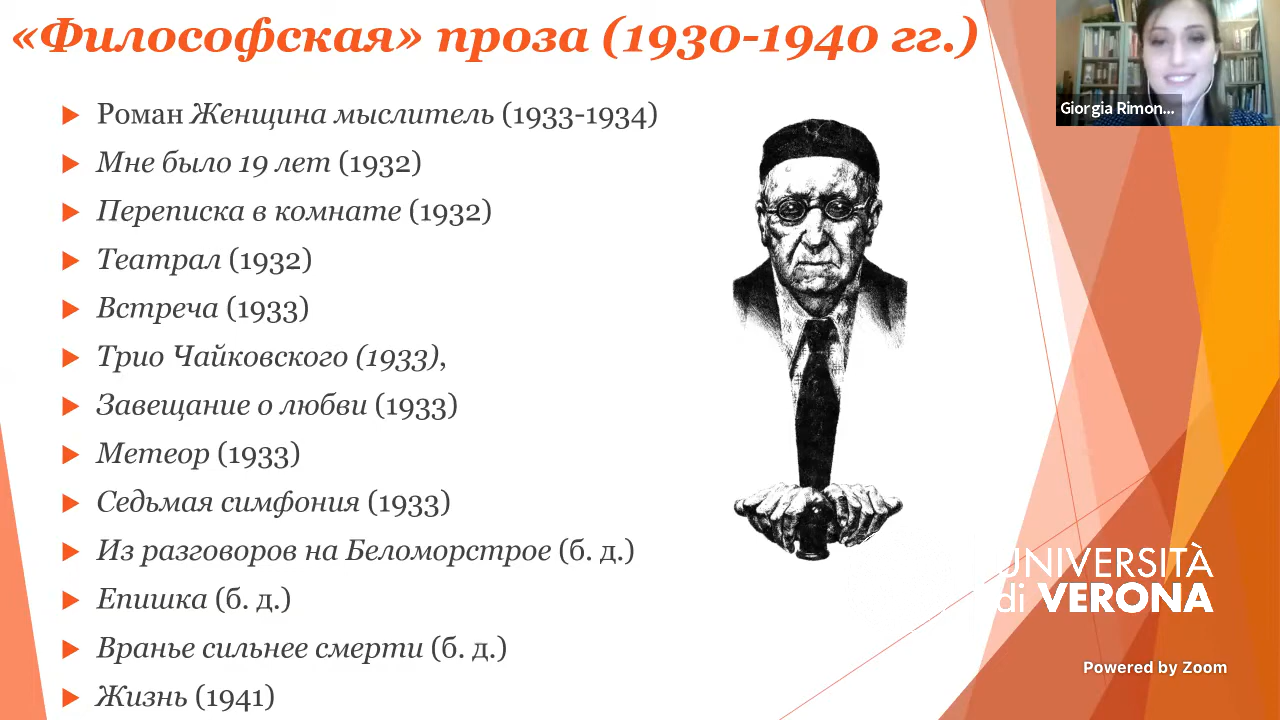 «Философская» проза (1930-1940 гг.)
Giorgia Rimon...
Роман Женщина мыслитель (1933-1934)
Мне было 19 лет (1932)
Переписка в комнате (1932)
Театрал (1932)
Встреча (1933)
Трио Чайковского (1933),
Завещание о любви (1933)
Метеор (1933)
Седьмая симфония (1933)
Из разговоров на Беломорстрое (б. д.)
Епишка (б. д.)
Вранье сильнее смерти (б. д.)
Жизнь (1941)
UNIVERSITÀ
di VERONA
Powered by Zoom